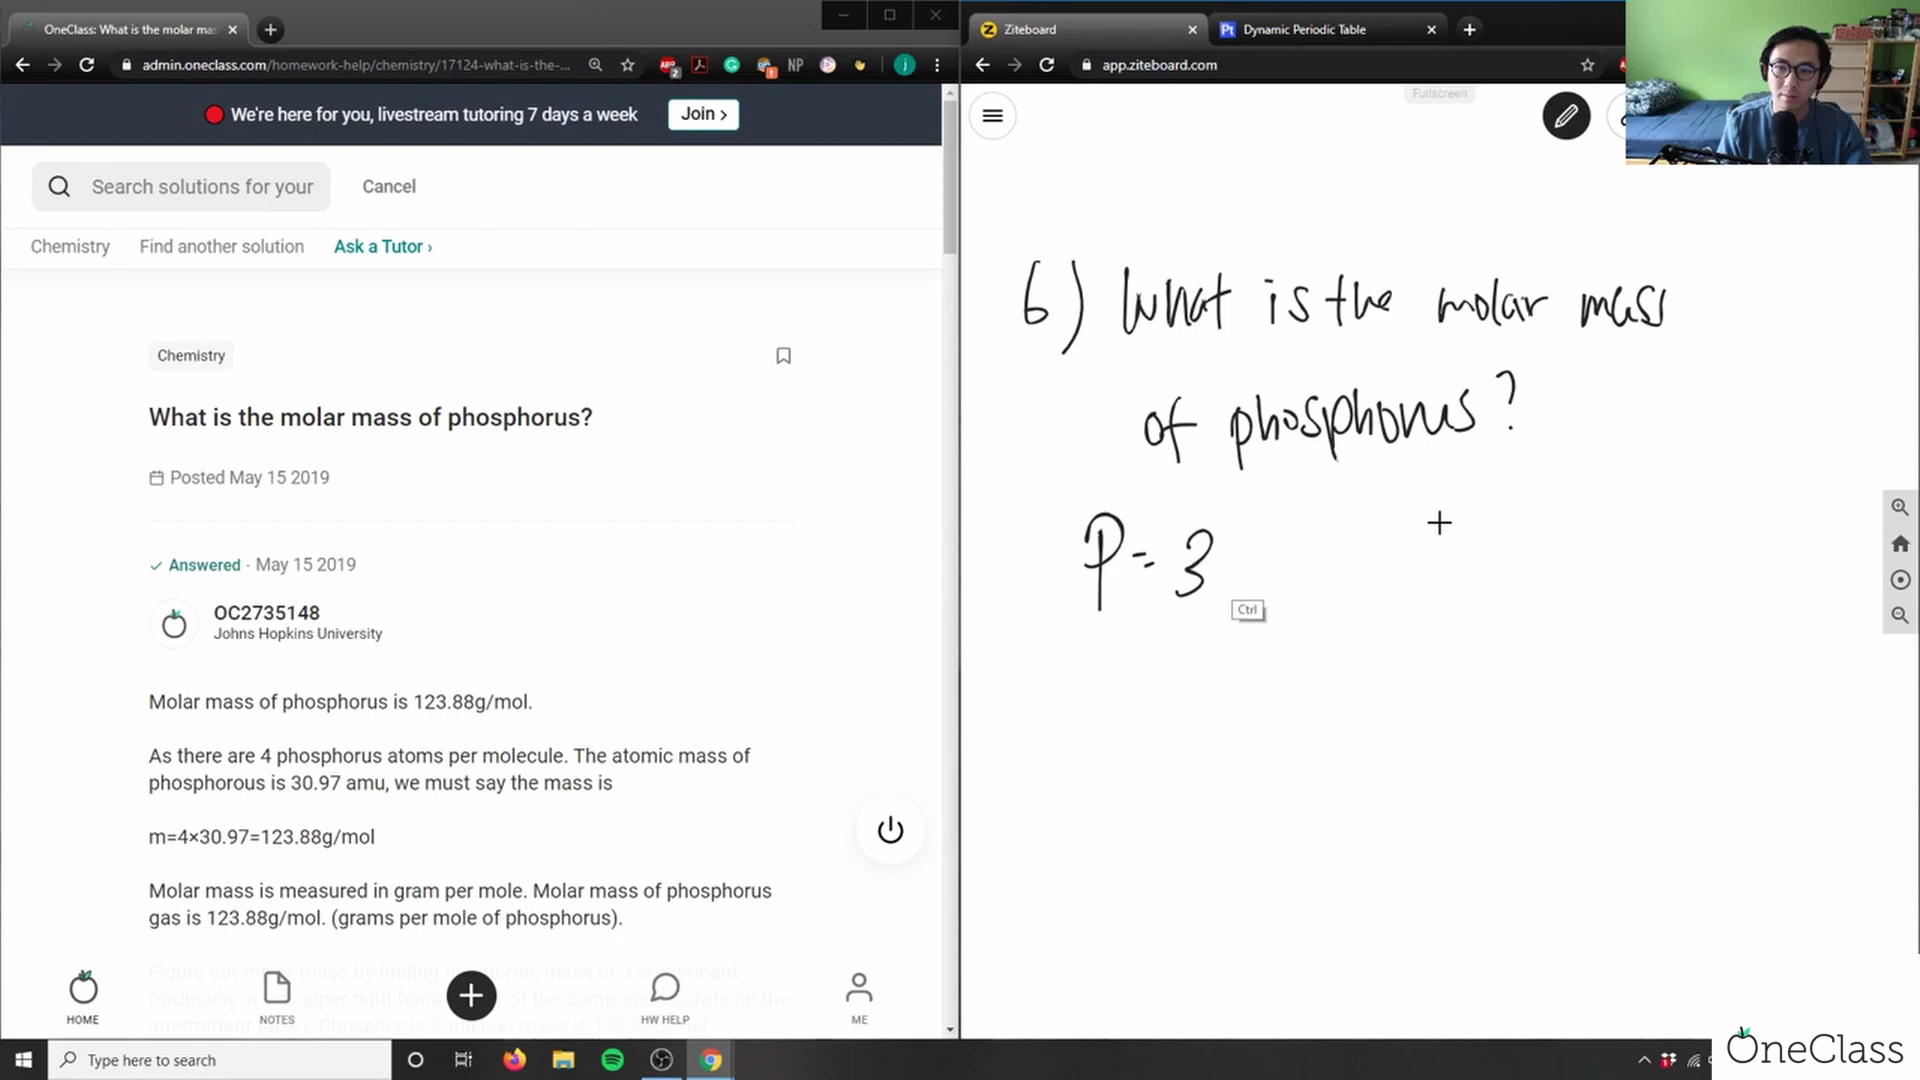 OneClass: What is the molar mas
Ziteboard
Dynamic Periodic Table
admin.oneclass.com/homework-help/chemistry/17124-what-is-the-...
NP
j
app.ziteboard.com
Fullscreen
We're here for you, livestream tutoring 7 days a week
Join ›
Search solutions for your
Cancel
Chemistry
Find another solution
Ask a Tutor ›
Chemistry
What is the molar mass of phosphorus?
Posted May 15 2019
Answered · May 15 2019
OC2735148
Johns Hopkins University
Molar mass of phosphorus is 123.88g/mol.
As there are 4 phosphorus atoms per molecule. The atomic mass of
phosphorous is 30.97 amu, we must say the mass is
m=4×30.97=123.88g/mol
Molar mass is measured in gram per mole. Molar mass of phosphorus
gas is 123.88g/mol. (grams per mole of phosphorus).
HOME
NOTES
HW HELP
ME
6) What is the molar mass
of phosphorus?
P = 3
Ctrl
Type here to search
OneClass